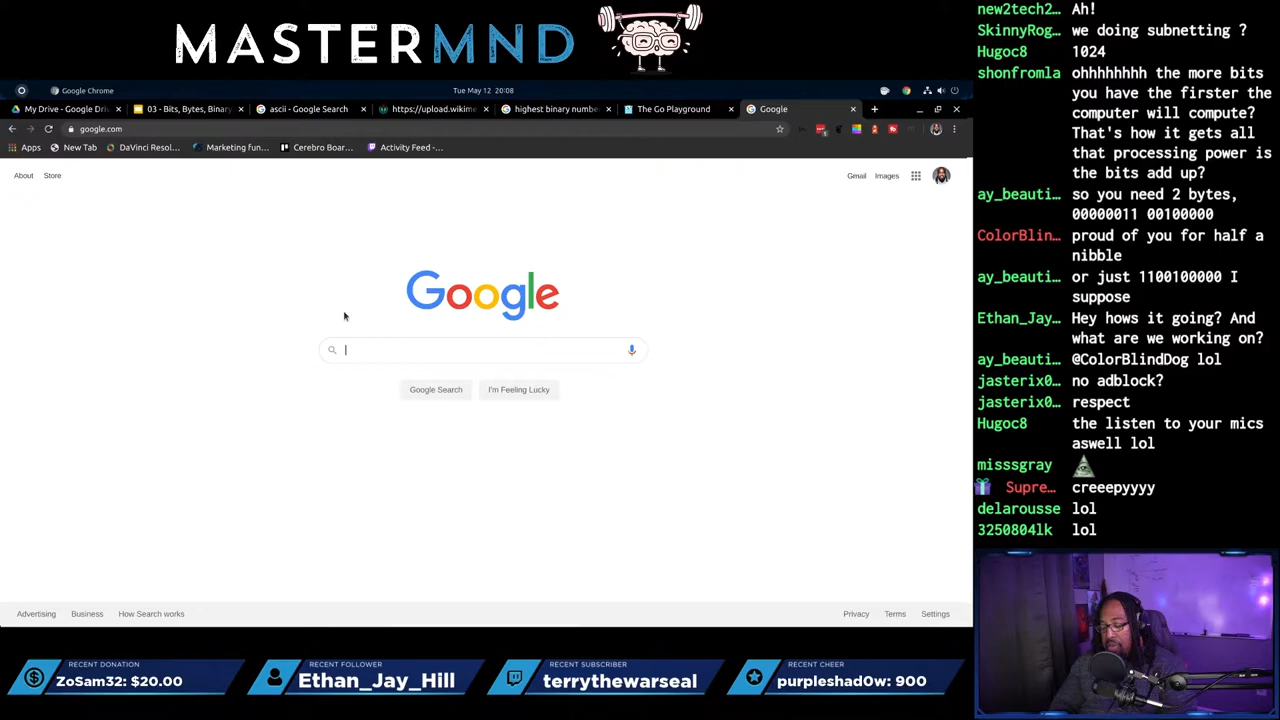 MASTERMND
Google Chrome
Tue May 12 20:08
My Drive - Google Driv
03 - Bits, Bytes, Binary
ascii - Google Search
https://upload.wikime
highest binary numbe
The Go Playground
Google
google.com
Apps
New Tab
DaVinci Resol...
Marketing fun...
Cerebro Boar...
Activity Feed -...
About
Store
Gmail
Images
Google
Google Search
I'm Feeling Lucky
Advertising
Business
How Search works
Privacy
Terms
Settings
new2tech2… Ah!
SkinnyRog… we doing subnetting ?
Hugoc8 1024
shonfromla ohhhhhhhh the more bits
you have the firster the
computer will compute?
That's how it gets all
that processing power is
the bits add up?
ay_beauti… so you need 2 bytes,
00000011 00100000
ColorBlin… proud of you for half a
nibble
ay_beauti… or just 1100100000 I
suppose
Ethan_Jay… Hey hows it going? And
what are we working on?
ay_beauti… @ColorBlindDog lol
jasterix0… no adblock?
jasterix0… respect
Hugoc8 the listen to your mics
aswell lol
misssgray
Supre… creeepyyyy
delarousse lol
3250804lk lol
RECENT DONATION
ZoSam32: $20.00
RECENT FOLLOWER
Ethan_Jay_Hill
RECENT SUBSCRIBER
terrythewarseal
RECENT CHEER
purpleshad0w: 900